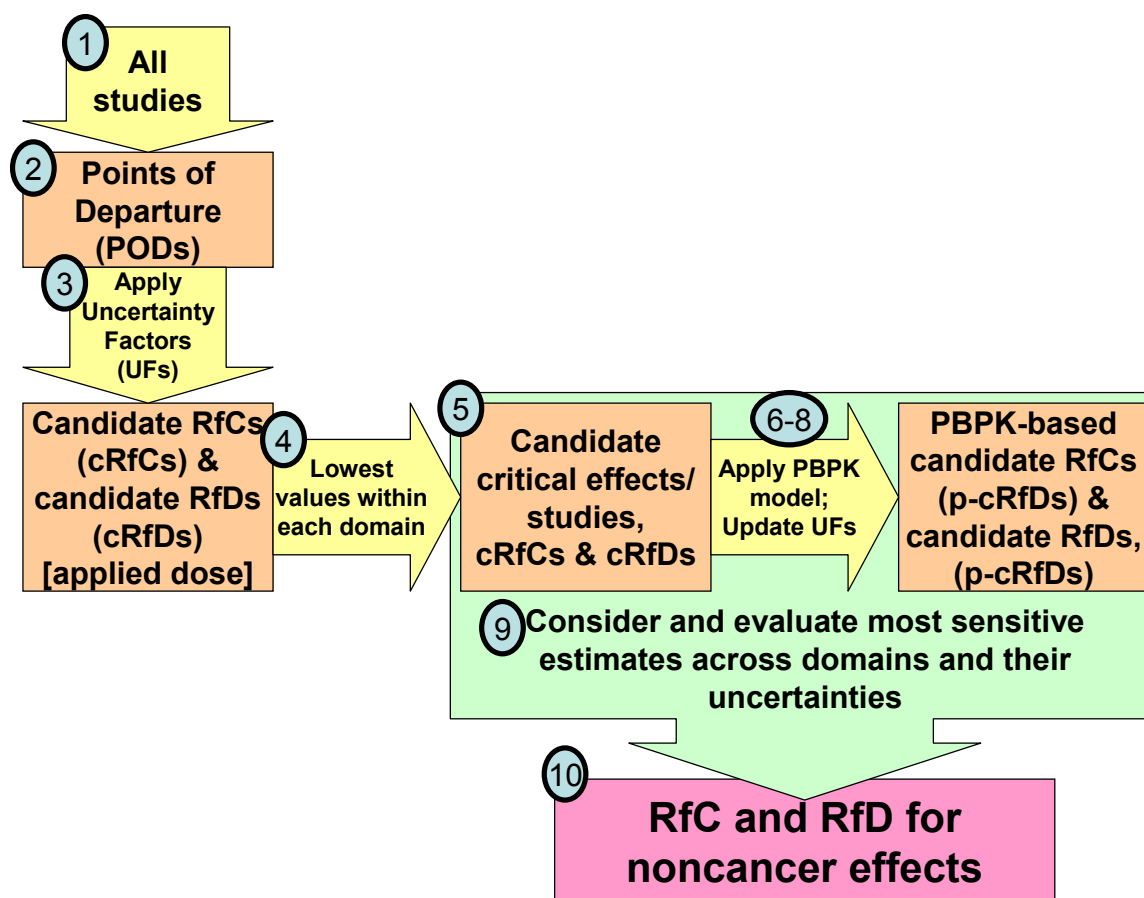 1
All
studies
2
Points of
Departure
(PODs)
3
Apply
Uncertainty
Factors
(UFs)
Candidate RfCs
(cRfCs) &
candidate RfDs
(cRfDs)
[applied dose]
4
Lowest
values within
each domain
5
Candidate
critical effects/
studies,
cRfCs & cRfDs
6-8
Apply PBPK
model;
Update UFs
PBPK-based
candidate RfCs
(p-cRfDs) &
candidate RfDs,
(p-cRfDs)
9
Consider and evaluate most sensitive
estimates across domains and their
uncertainties
10
RfC and RfD for
noncancer effects